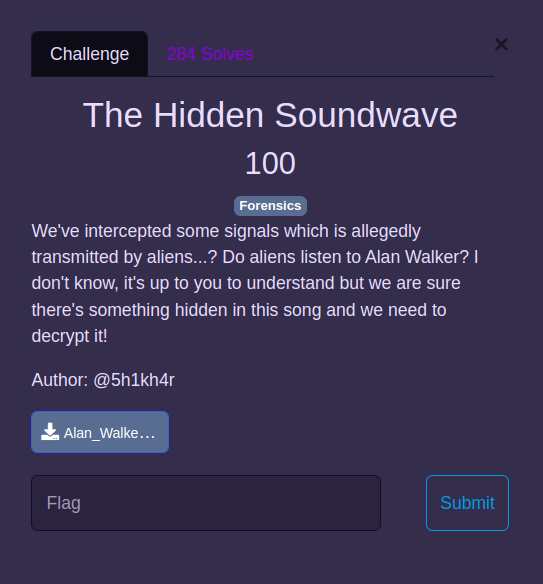 Challenge
284 Solves
×
The Hidden Soundwave
100
Forensics
We've intercepted some signals which is allegedly
transmitted by aliens...? Do aliens listen to Alan Walker? I
don't know, it's up to you to understand but we are sure
there's something hidden in this song and we need to
decrypt it!
Author: @5h1kh4r
Alan_Walke...
Flag
Submit